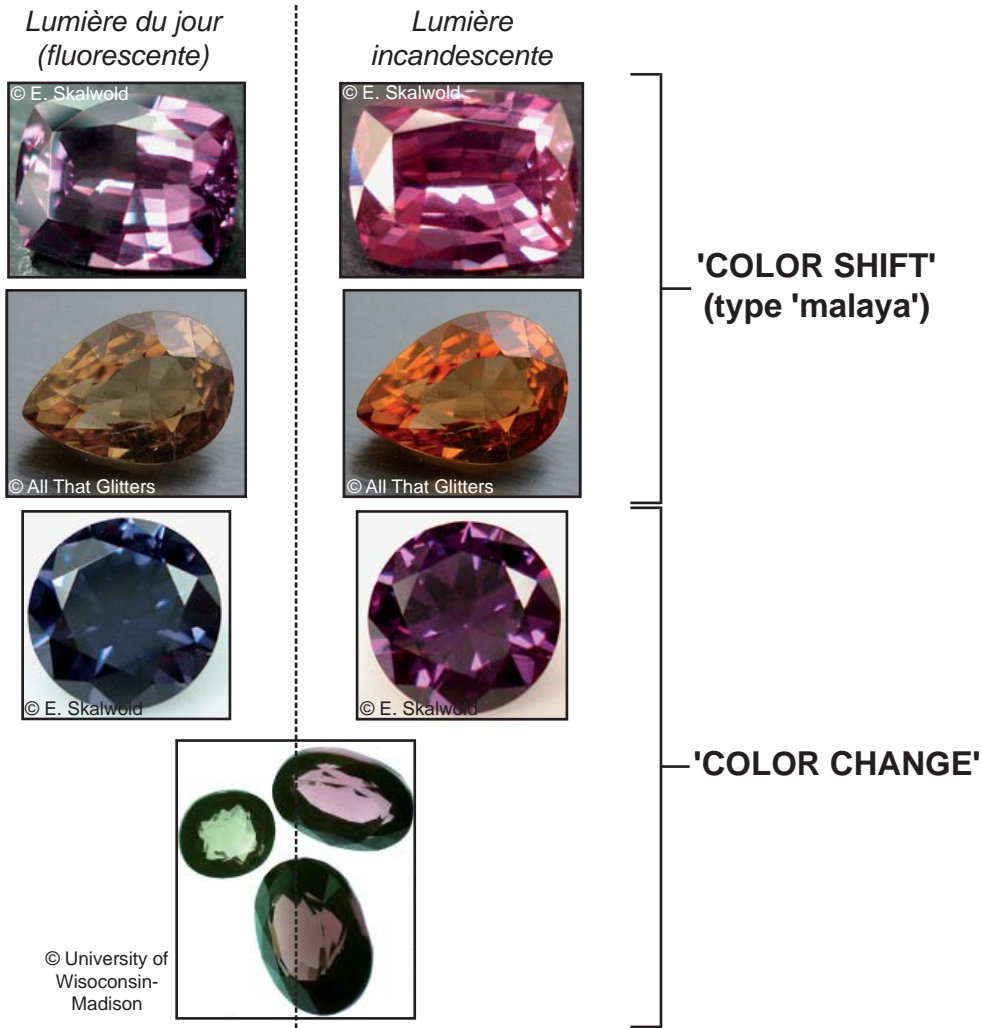 Lumière du jour
(fluorescente)
Lumière
incandescente
© E. Skalwold
© E. Skalwold
'COLOR SHIFT'
(type 'malaya')
© All That Glitters
© All That Glitters
© E. Skalwold
© E. Skalwold
'COLOR CHANGE'
© University of
Wisoconsin-
Madison